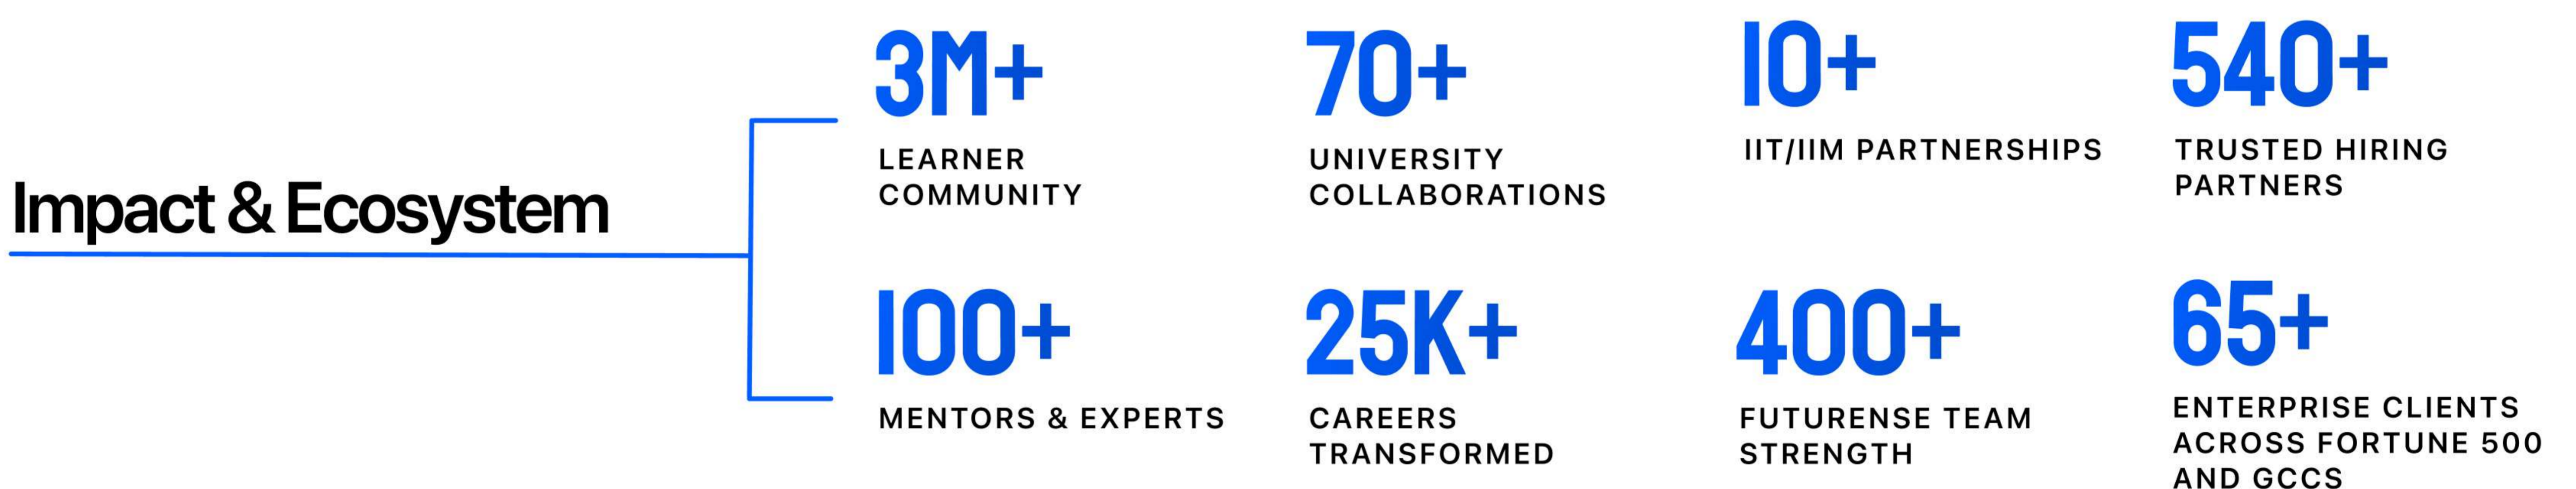 Impact & Ecosystem
3M+
LEARNER
COMMUNITY
70+
UNIVERSITY
COLLABORATIONS
10+
IIT/IIM PARTNERSHIPS
540+
TRUSTED HIRING
PARTNERS
100+
MENTORS & EXPERTS
25K+
CAREERS
TRANSFORMED
400+
FUTURENSE TEAM
STRENGTH
65+
ENTERPRISE CLIENTS
ACROSS FORTUNE 500
AND GCCS